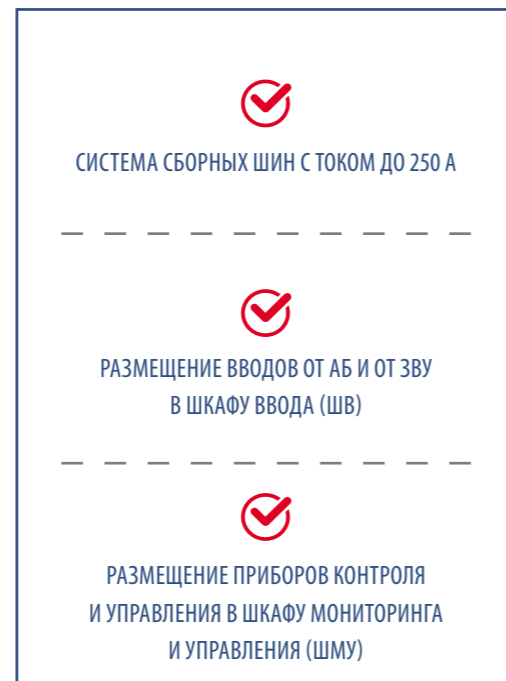 СИСТЕМА СБОРНЫХ ШИН С ТОКОМ ДО 250 А
РАЗМЕЩЕНИЕ ВВОДОВ ОТ АБ И ОТ ЗВУ
В ШКАФУ ВВОДА (ШВ)
РАЗМЕЩЕНИЕ ПРИБОРОВ КОНТРОЛЯ
И УПРАВЛЕНИЯ В ШКАФУ МОНИТОРИНГА
И УПРАВЛЕНИЯ (ШМУ)